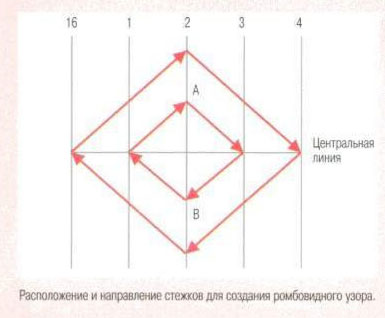 16 1 2 3 4
A
Центральная
линия
B
Расположение и направление стежков для создания ромбовидного узора.